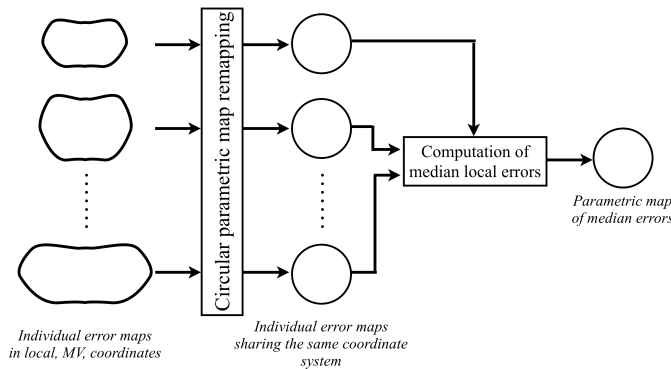 Circular parametric map remapping
Computation of
median local errors
Parametric map
of median errors
Individual error maps
in local, MV, coordinates
Individual error maps
sharing the same coordinate
system